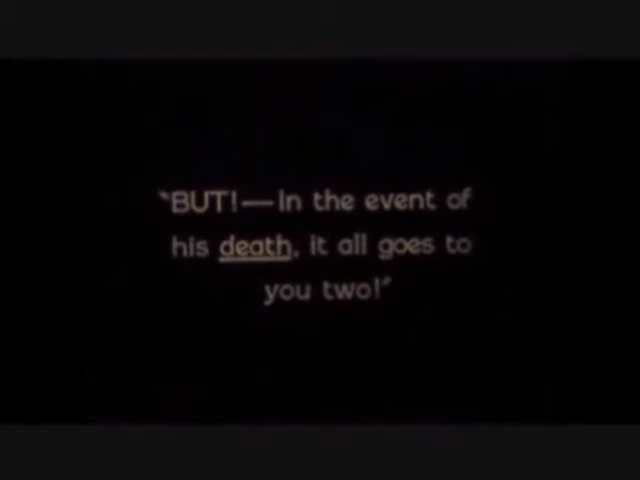 "BUT!—In the event of
his death, it all goes to
you two!"